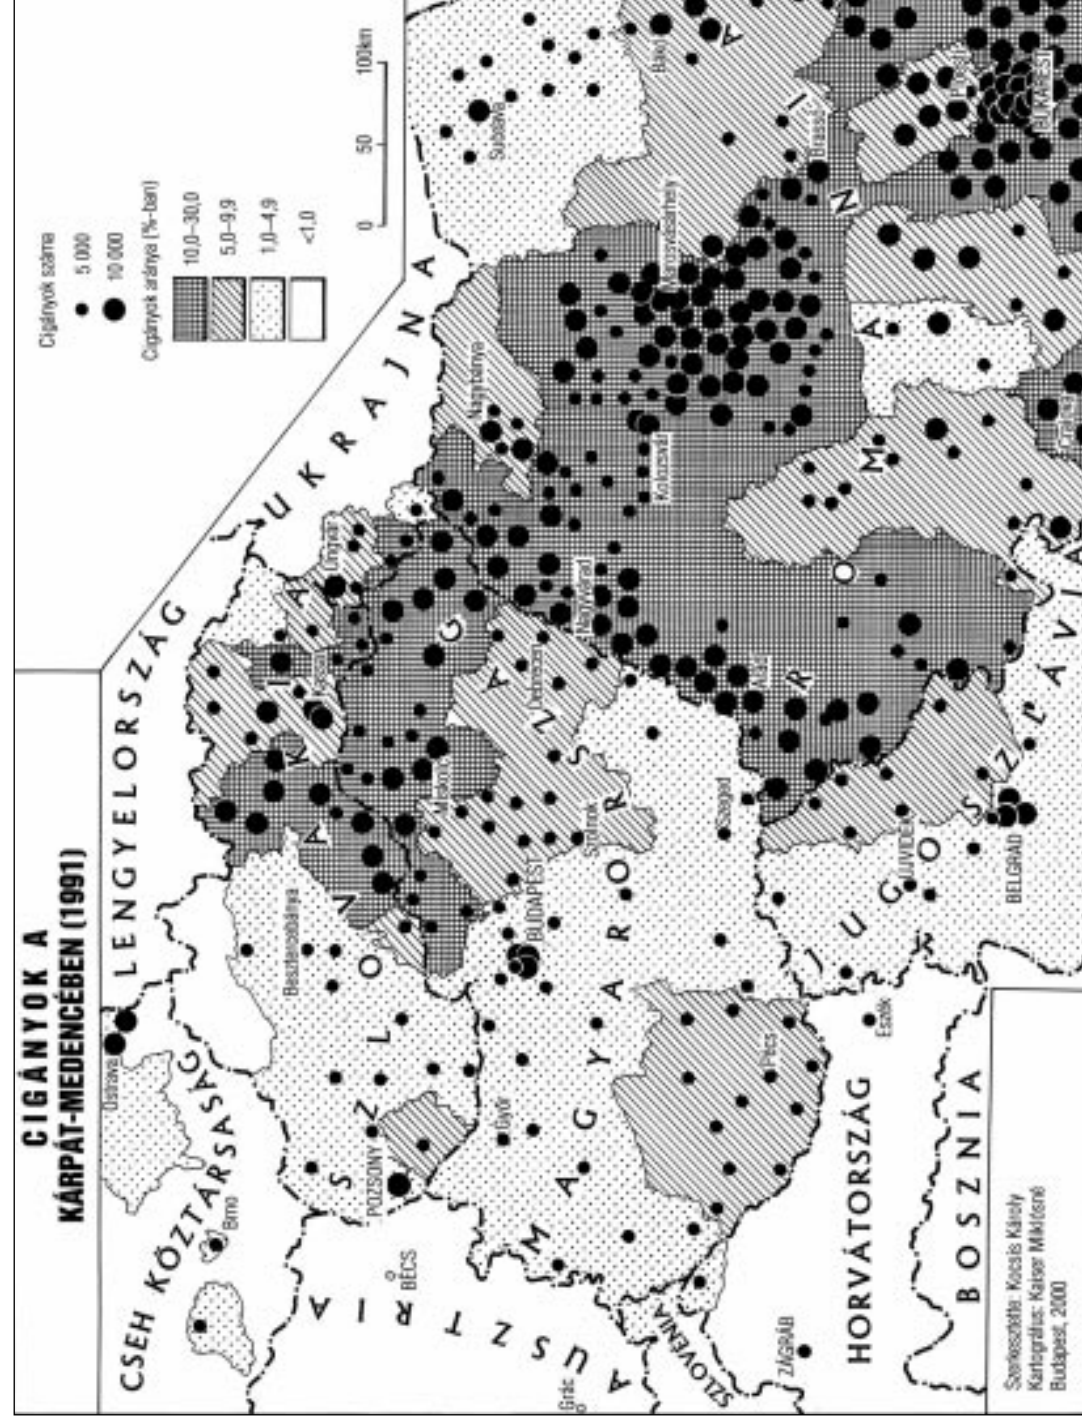 CIGÁNYOK A
KÁRPÁT-MEDENCÉBEN (1991)
Cigányok száma
5 000
10 000
Cigányok aránya (%-ban)
10,0–30,0
5,0–9,9
1,0–4,9
<1,0
0 50 100km
LENGYELORSZÁG
UKRAJNA
CSEH KÖZTÁRSASÁG
SZLOVÁKIA
AUSZTRIA
MAGYARORSZÁG
ROMÁNIA
SZLOVÉNIA
HORVÁTORSZÁG
BOSZNIA
JUGOSZLÁVIA
Ostrava
Brno
BÉCS
Grác
ZÁGRÁB
POZSONY
Besztercebánya
Kassa
Ungvár
Győr
BUDAPEST
Miskolc
Debrecen
Szolnok
Szeged
Pécs
Eszék
ÚJVIDÉK
BELGRÁD
Nagybánya
Nagyvárad
Kolozsvár
Marosvásárhely
Arad
Brassó
Bákó
BUKAREST
Szerkesztette: Kocsis Károly
Kartográfus: Kaiser Miklósné
Budapest, 2000